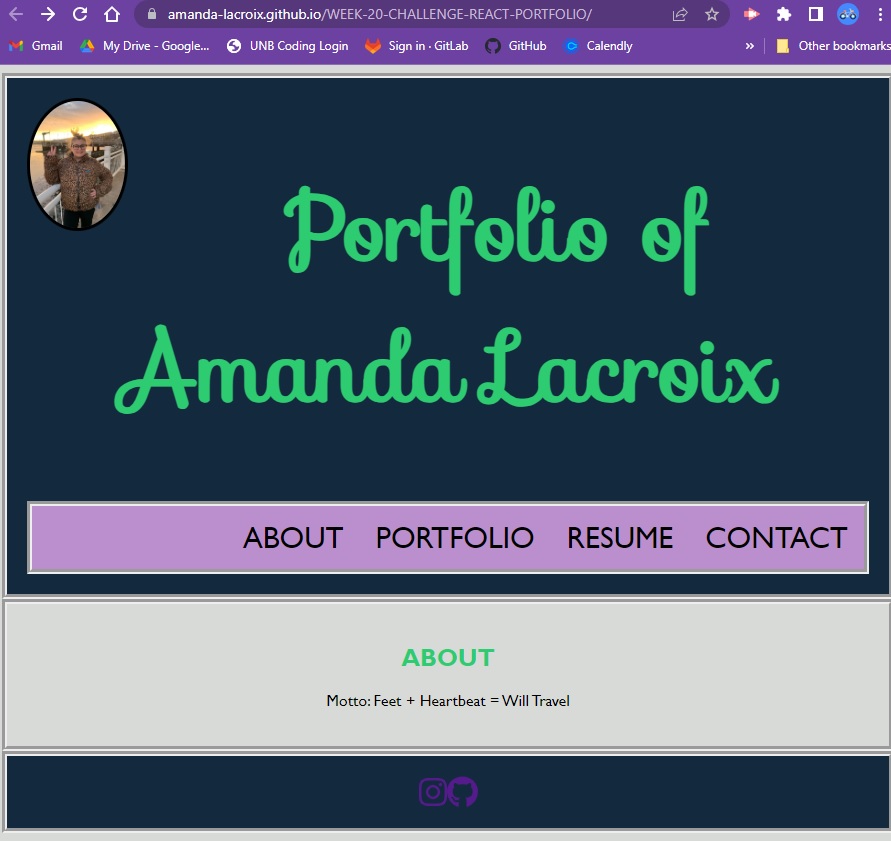 amanda-lacroix.github.io/WEEK-20-CHALLENGE-REACT-PORTFOLIO/
Gmail My Drive - Google... UNB Coding Login Sign in · GitLab GitHub Calendly » Other bookmarks
Portfolio of
Amanda Lacroix
ABOUT PORTFOLIO RESUME CONTACT
ABOUT
Motto: Feet + Heartbeat = Will Travel